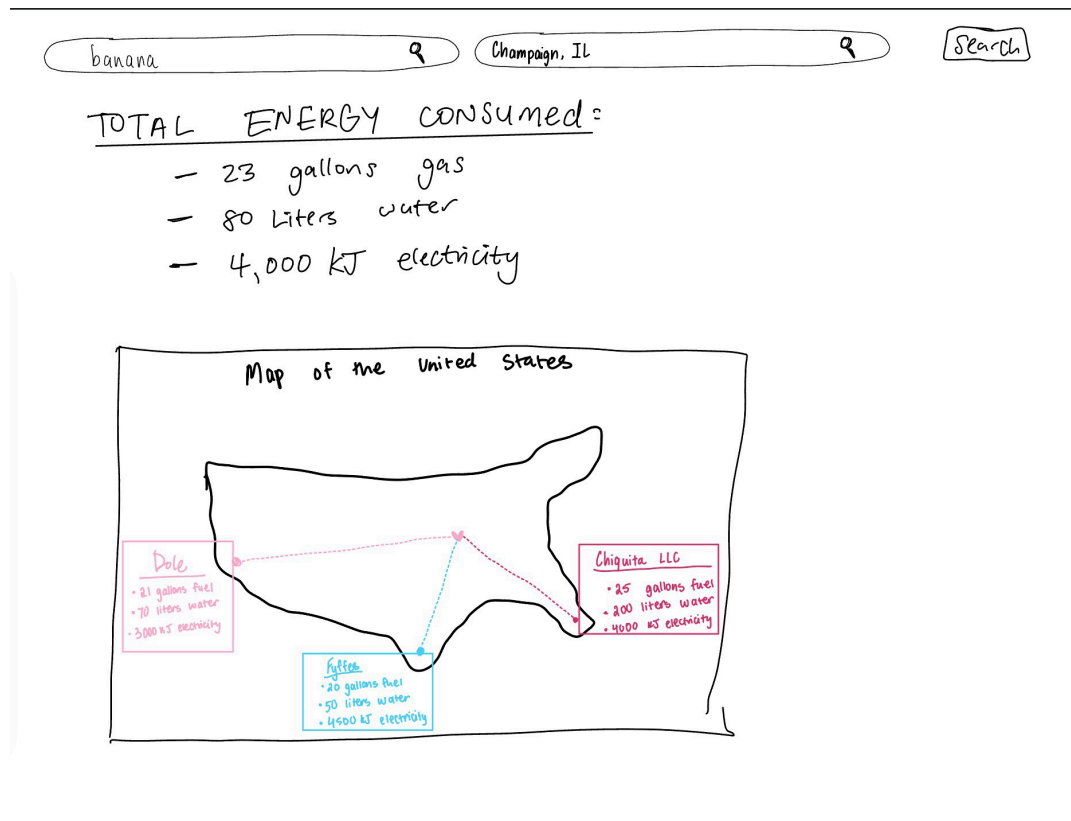 banana
Champaign, IL
Search
TOTAL ENERGY CONSUMed:
- 23 gallons gas
- 80 Liters water
- 4,000 kJ electricity
Map of the United States
Dole
• 21 gallons fuel
• 70 liters water
• 3000 kJ electricity
Fyffes
• 20 gallons fuel
• 50 liters water
• 4500 kJ electricity
Chiquita LLC
• 25 gallons fuel
• 200 liters water
• 4000 kJ electricity